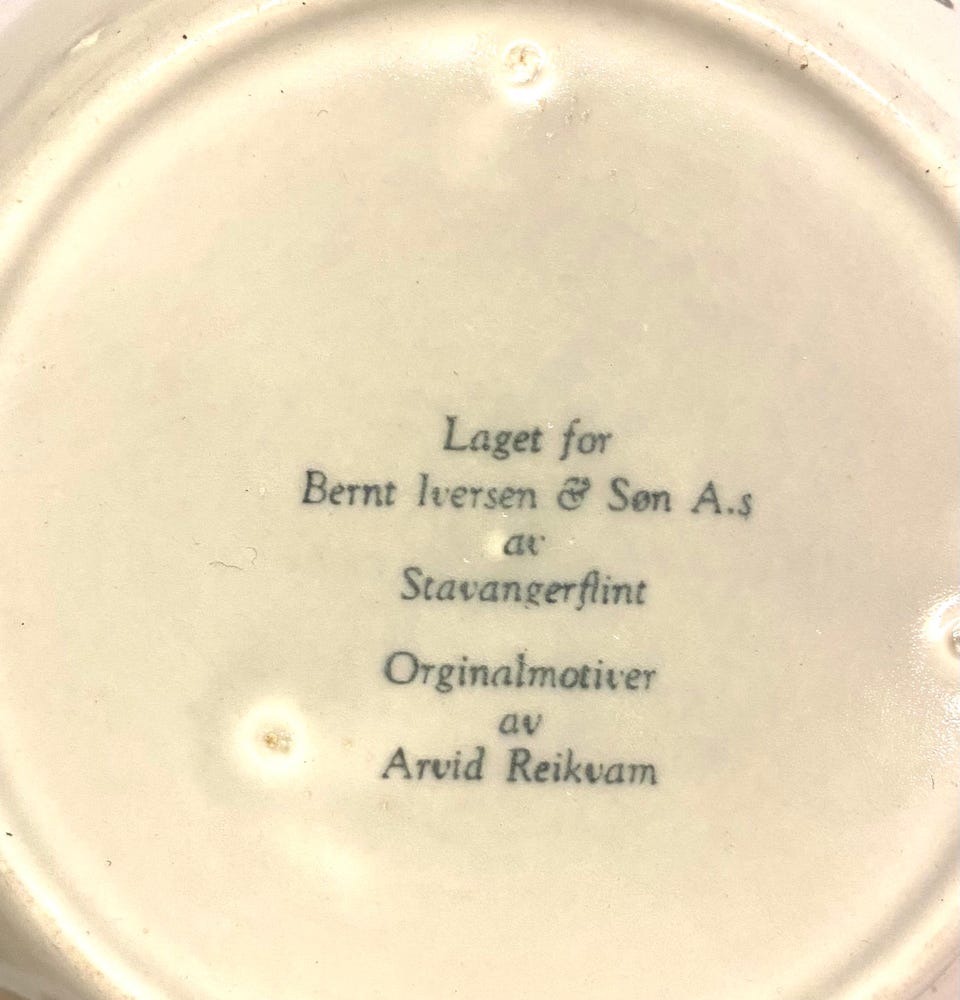 Laget for
Bernt Iversen & Søn A.s
av
Stavangerflint
Orginalmotiver
av
Arvid Reikvam